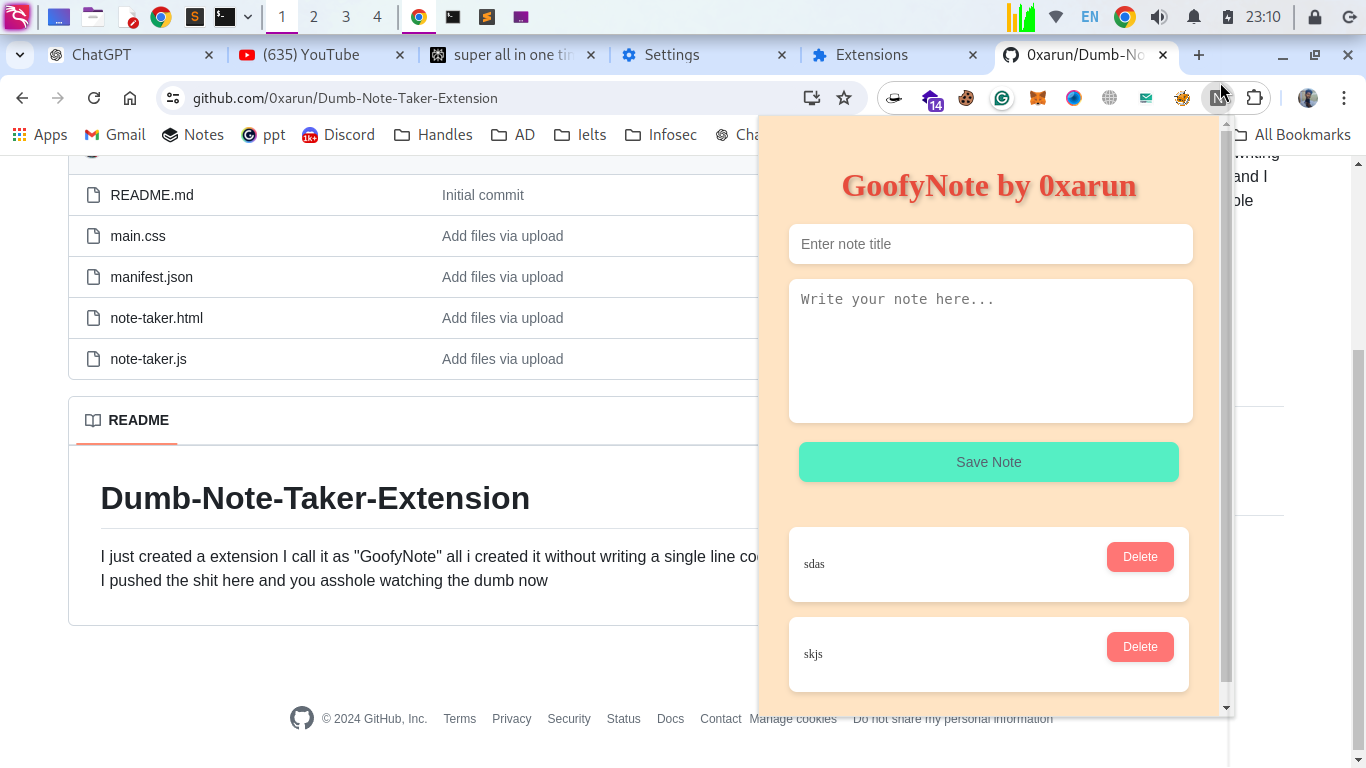 1 2 3 4 EN 23:10
ChatGPT (635) YouTube super all in one tim Settings Extensions 0xarun/Dumb-No
github.com/0xarun/Dumb-Note-Taker-Extension 14 N
Apps Gmail Notes ppt Discord Handles AD Ielts Infosec Cha All Bookmarks
writing
and I
ple
README.md Initial commit
main.css Add files via upload
manifest.json Add files via upload
note-taker.html Add files via upload
note-taker.js Add files via upload
README
Dumb-Note-Taker-Extension
I just created a extension I call it as "GoofyNote" all i created it without writing a single line co
I pushed the shit here and you asshole watching the dumb now
GoofyNote by 0xarun
Enter note title
Write your note here...
Save Note
sdas Delete
skjs Delete
© 2024 GitHub, Inc. Terms Privacy Security Status Docs Contact Manage cookies Do not share my personal information